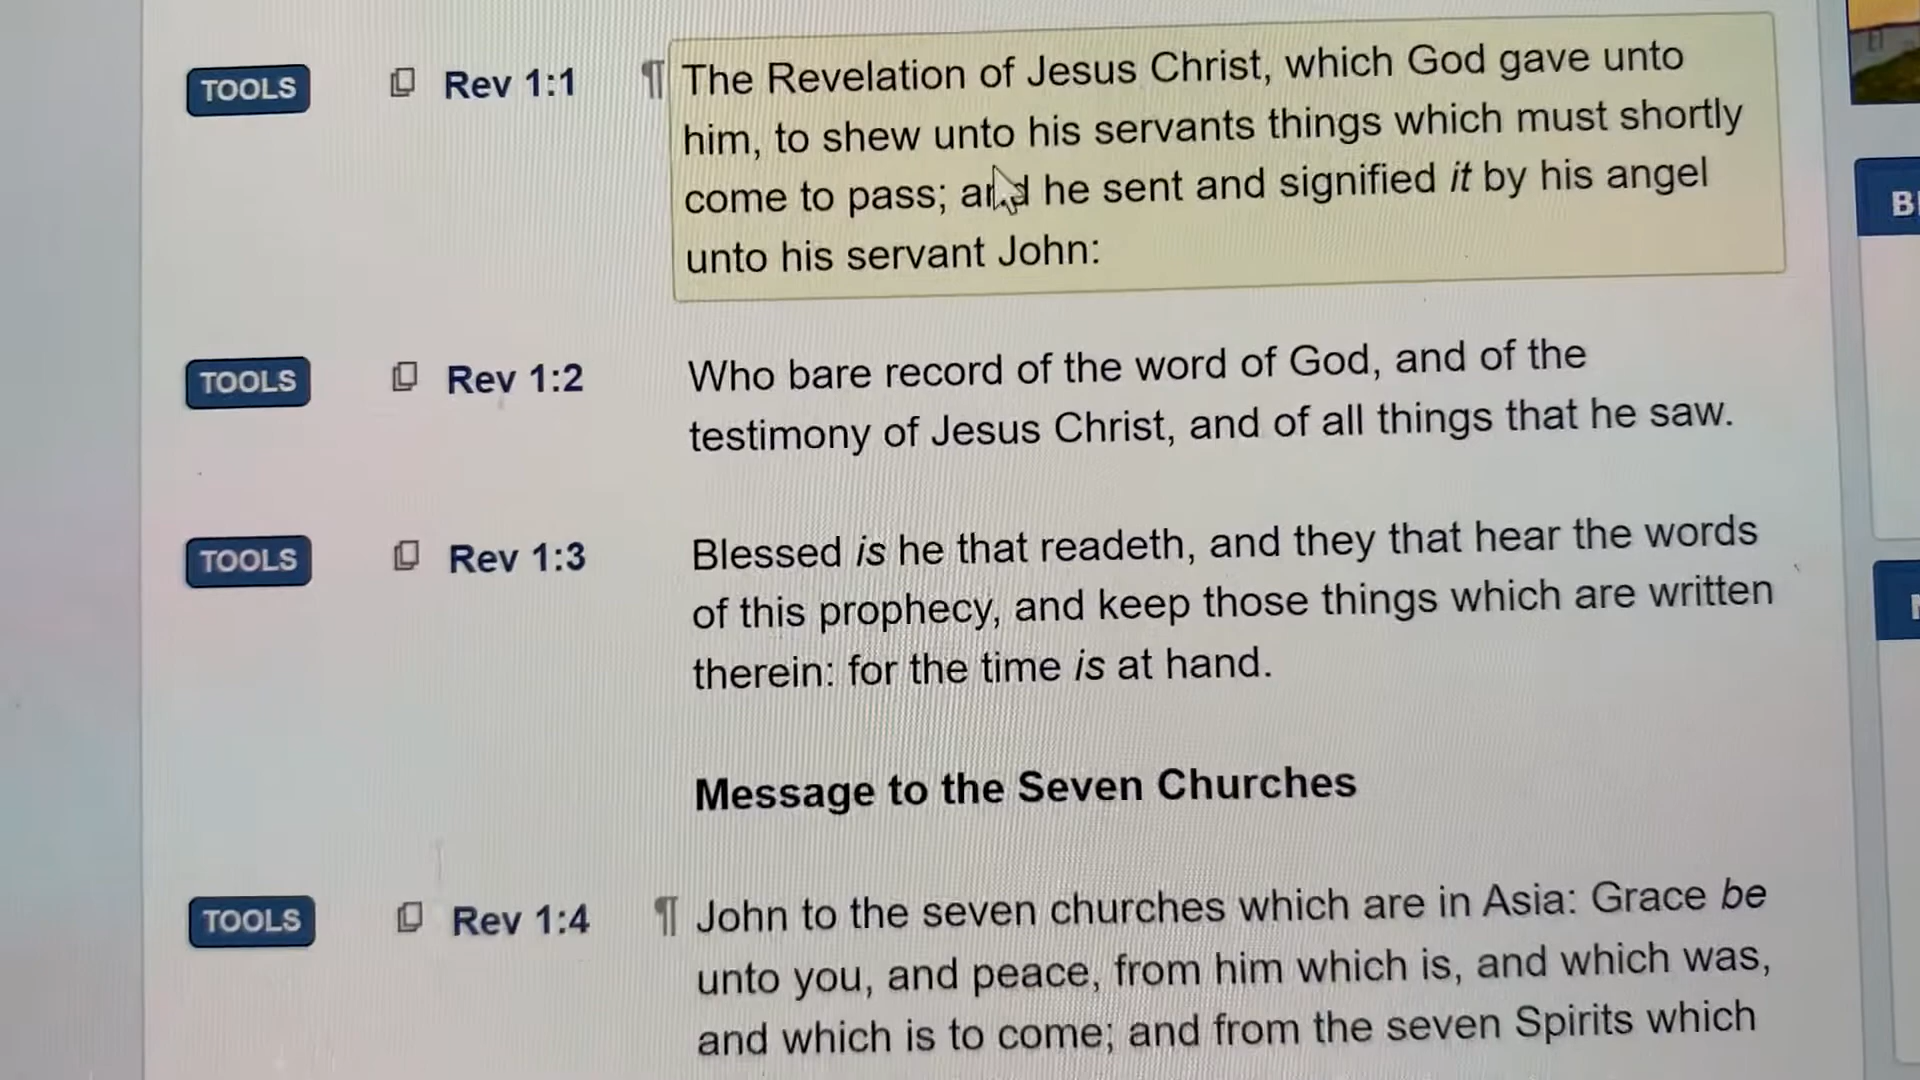 TOOLS Rev 1:1 ¶ The Revelation of Jesus Christ, which God gave unto
him, to shew unto his servants things which must shortly
come to pass; and he sent and signified it by his angel
unto his servant John:
TOOLS Rev 1:2 Who bare record of the word of God, and of the
testimony of Jesus Christ, and of all things that he saw.
TOOLS Rev 1:3 Blessed is he that readeth, and they that hear the words
of this prophecy, and keep those things which are written
therein: for the time is at hand.
Message to the Seven Churches
TOOLS Rev 1:4 ¶ John to the seven churches which are in Asia: Grace be
unto you, and peace, from him which is, and which was,
and which is to come; and from the seven Spirits which